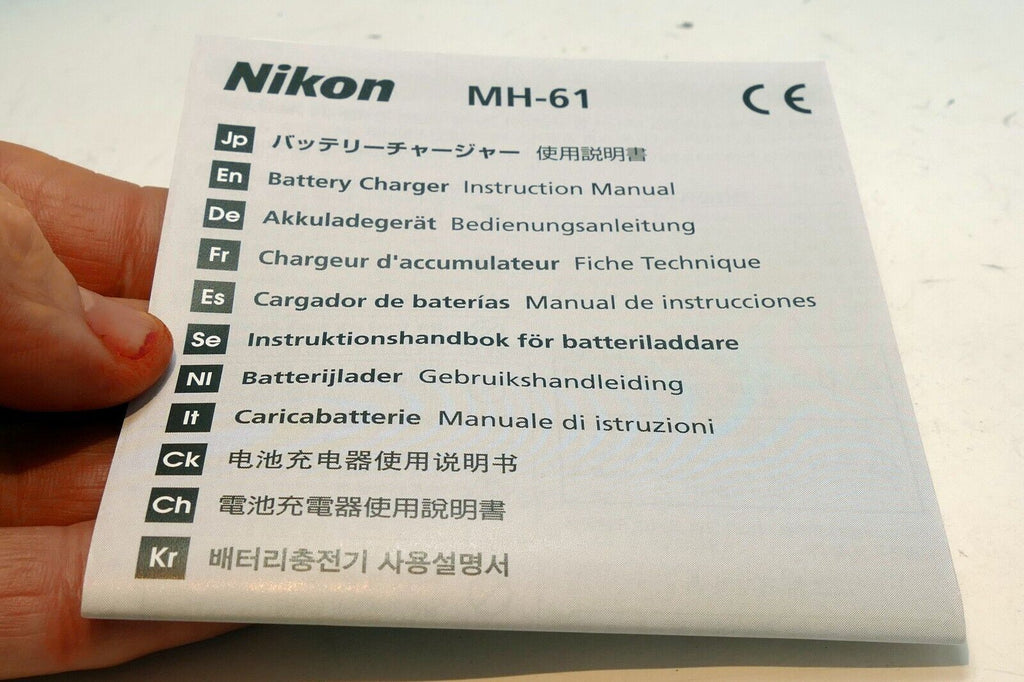 Nikon MH-61 CE
Jp バッテリーチャージャー 使用説明書
En Battery Charger Instruction Manual
De Akkuladegerät Bedienungsanleitung
Fr Chargeur d'accumulateur Fiche Technique
Es Cargador de baterías Manual de instrucciones
Se Instruktionshandbok för batteriladdare
Nl Batterijlader Gebruikshandleiding
It Caricabatterie Manuale di istruzioni
Ck 电池充电器使用说明书
Ch 電池充電器使用說明書
Kr 배터리충전기 사용설명서